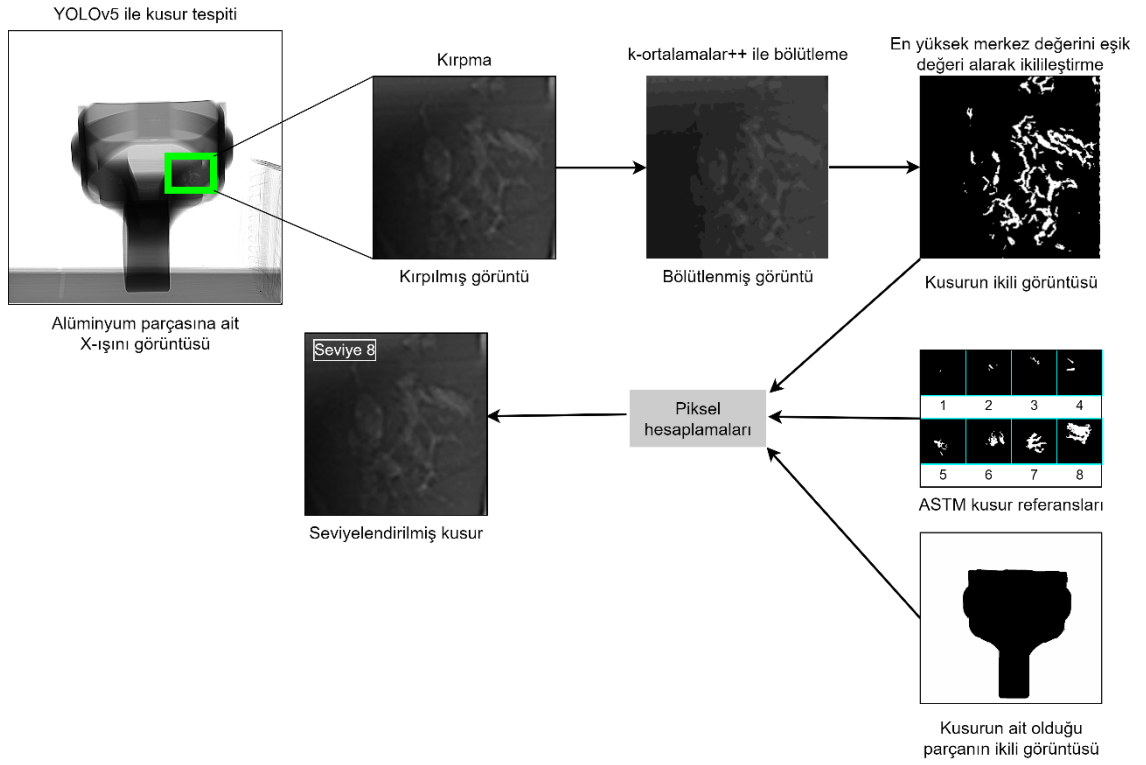 YOLOv5 ile kusur tespiti
Alüminyum parçasına ait
X-ışını görüntüsü
Kırpma
Kırpılmış görüntü
k-ortalamalar++ ile bölütleme
Bölütlenmiş görüntü
En yüksek merkez değerini eşik
değeri alarak ikilileştirme
Kusurun ikili görüntüsü
1 2 3 4
5 6 7 8
ASTM kusur referansları
Kusurun ait olduğu
parçanın ikili görüntüsü
Piksel
hesaplamaları
Seviye 8
Seviyelendirilmiş kusur